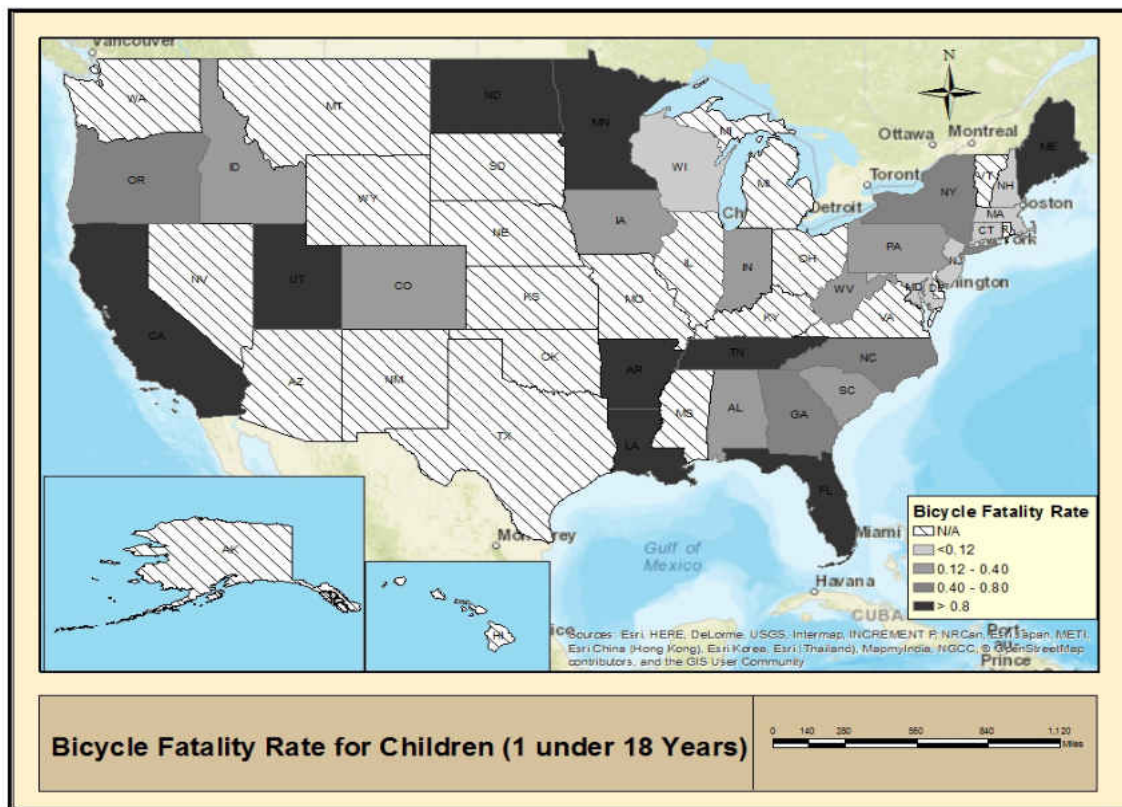 Vancouver
N
WA
MT
ND
MN
ME
Ottawa
Montreal
OR
ID
SD
WI
MI
MI
Toronto
VT
NH
NY
WY
MA
Boston
IA
Detroit
CT
NE
PA
NJ
NV
UT
CO
IL
IN
OH
MD
DE
WV
KS
MO
KY
VA
CA
TN
NC
OK
AR
AZ
NM
SC
MS
AL
GA
TX
LA
FL
Monterrey
Gulf of
Mexico
Miami
Havana
CUBA
Port-
au-
Prince
AK
HI
Bicycle Fatality Rate
N/A
<0.12
0.12 - 0.40
0.40 - 0.80
> 0.8
Sources: Esri, HERE, DeLorme, USGS, Intermap, INCREMENT P, NRCan, Esri Japan, METI,
Esri China (Hong Kong), Esri Korea, Esri (Thailand), MapmyIndia, NGCC, © OpenStreetMap
contributors, and the GIS User Community
Bicycle Fatality Rate for Children (1 under 18 Years)
0 140 280 560 840 1,120
Miles